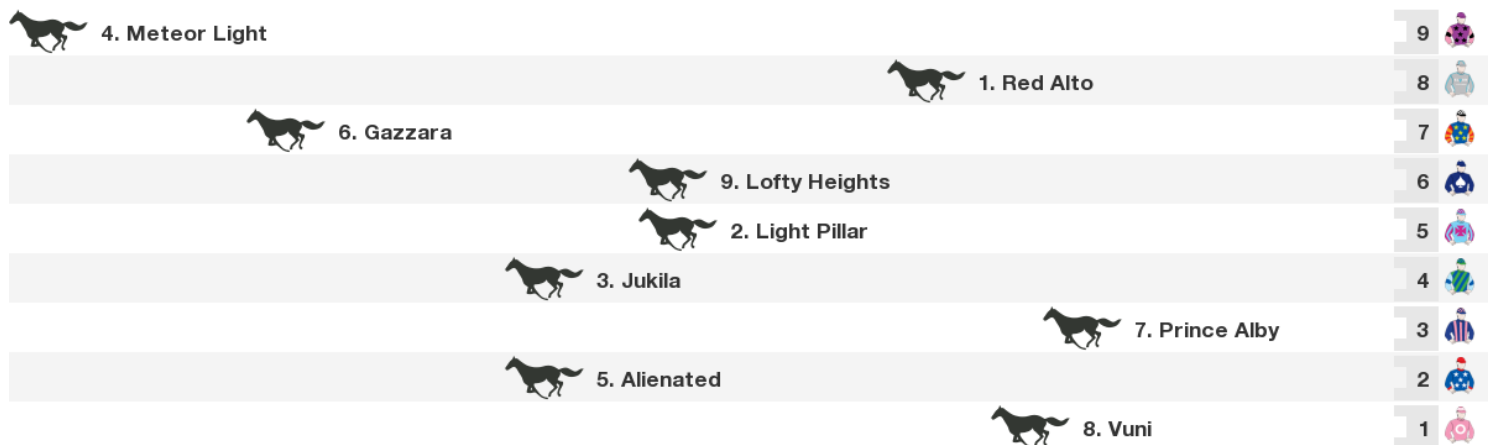 4. Meteor Light 9
1. Red Alto 8
6. Gazzara 7
9. Lofty Heights 6
2. Light Pillar 5
3. Jukila 4
7. Prince Alby 3
5. Alienated 2
8. Vuni 1